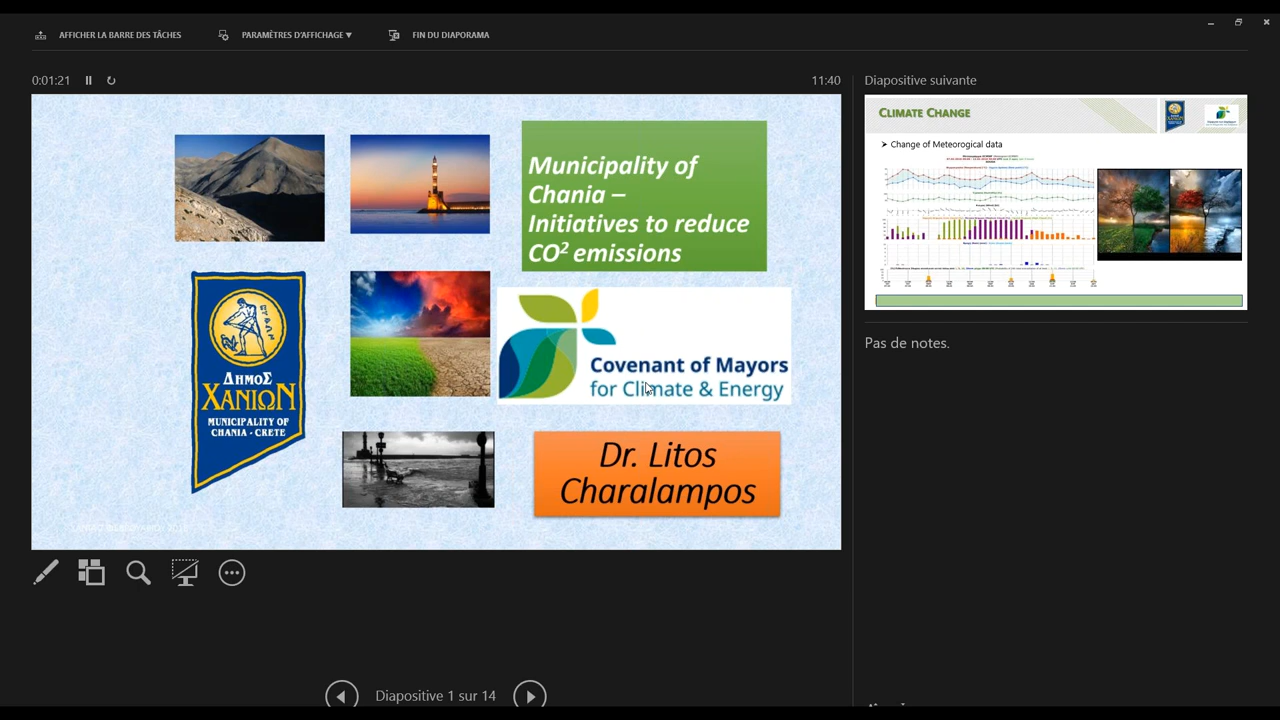 AFFICHER LA BARRE DES TÂCHES
PARAMÈTRES D'AFFICHAGE ▼
FIN DU DIAPORAMA
0:01:21
11:40
Municipality of
Chania –
Initiatives to reduce
CO² emissions
ΔΗΜΟΣ
ΧΑΝΙΩΝ
MUNICIPALITY OF
CHANIA - CRETE
Covenant of Mayors
for Climate & Energy
Dr. Litos
Charalampos
Diapositive 1 sur 14
Diapositive suivante
CLIMATE CHANGE
➤ Change of Meteorogical data
Pas de notes.